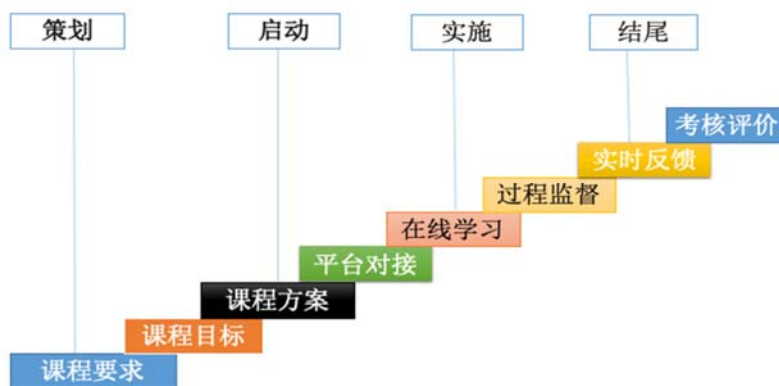 策划
启动
实施
结尾
考核评价
实时反馈
过程监督
在线学习
平台对接
课程方案
课程目标
课程要求